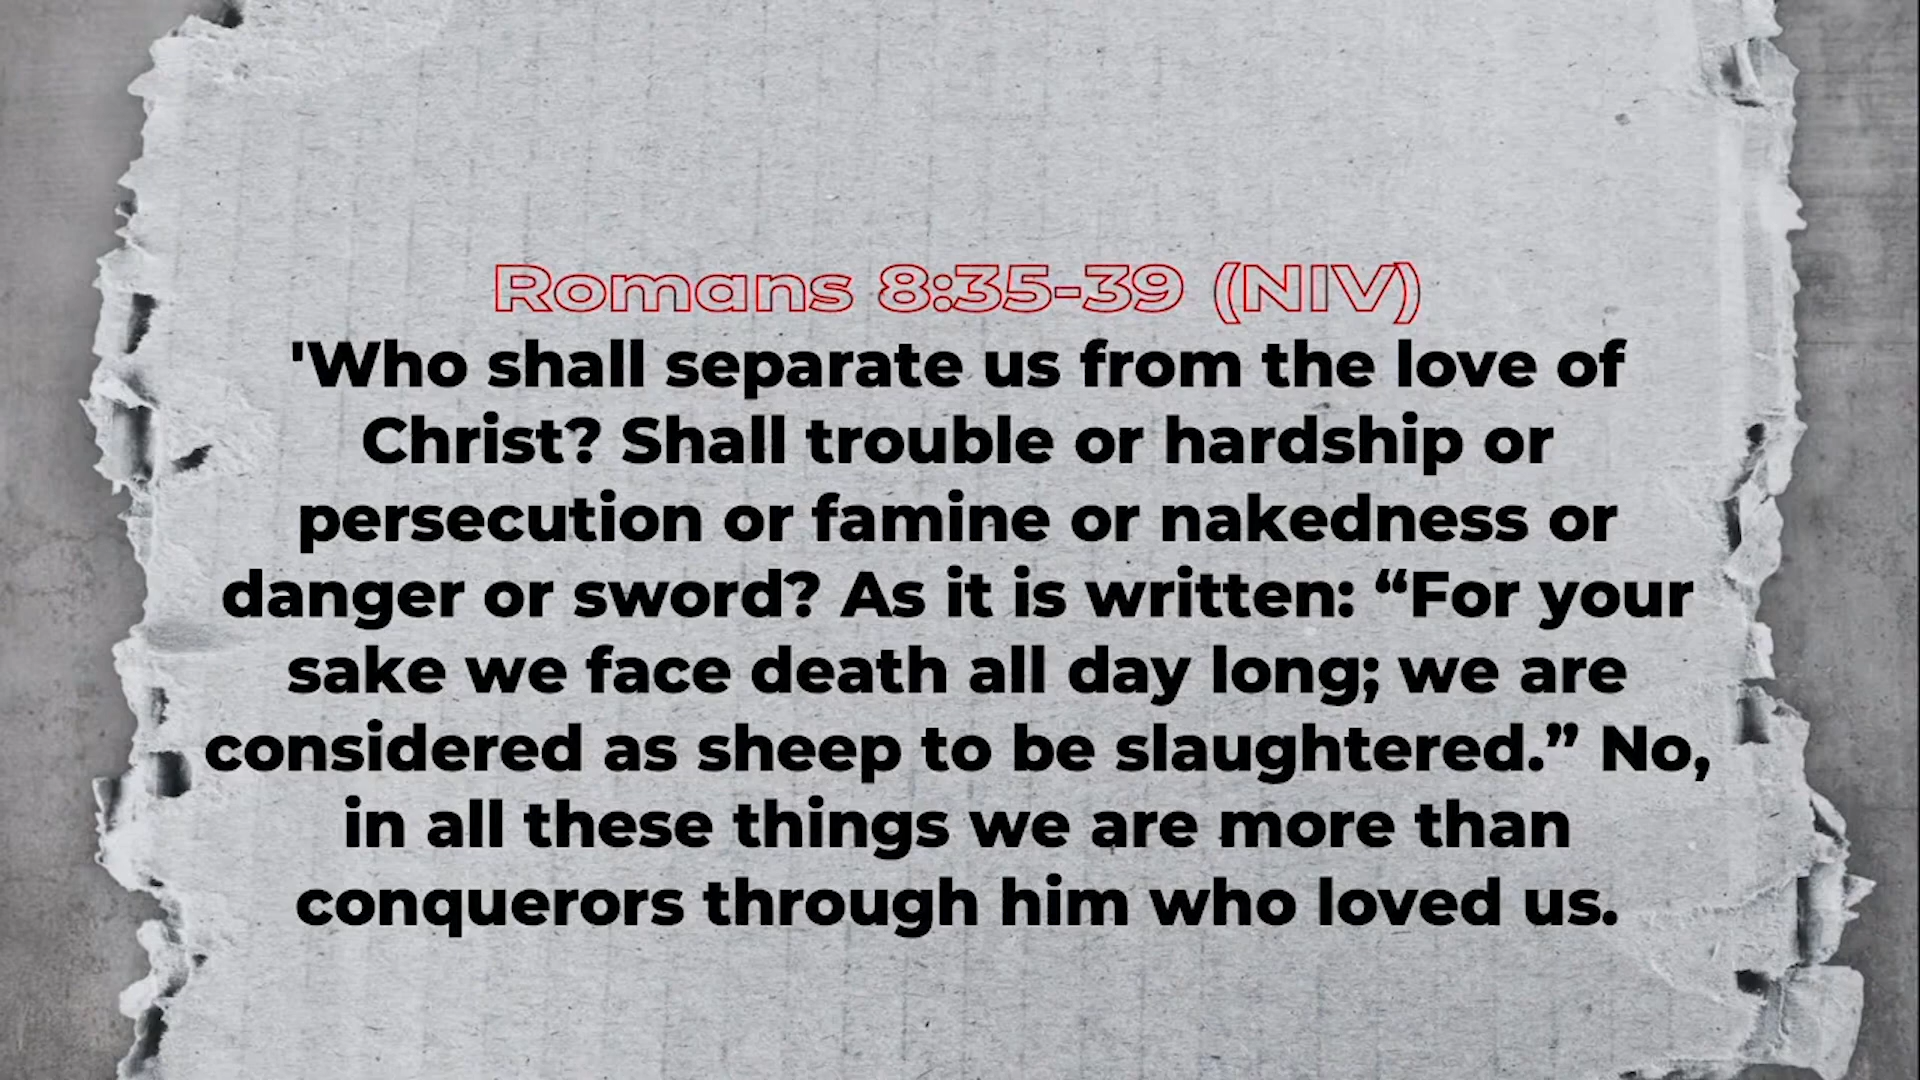 Romans 8:35-39 (NIV)
'Who shall separate us from the love of
Christ? Shall trouble or hardship or
persecution or famine or nakedness or
danger or sword? As it is written: “For your
sake we face death all day long; we are
considered as sheep to be slaughtered.” No,
in all these things we are more than
conquerors through him who loved us.